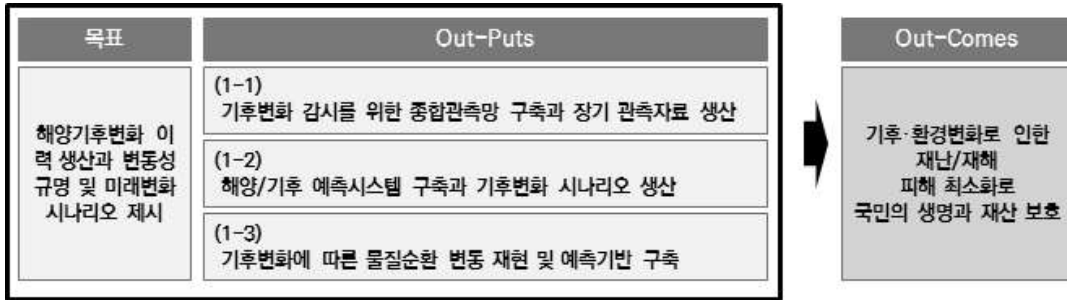 목표
Out-Puts
Out-Comes
해양기후변화 이
력 생산과 변동성
규명 및 미래변화
시나리오 제시
(1-1)
기후변화 감시를 위한 종합관측망 구축과 장기 관측자료 생산
(1-2)
해양/기후 예측시스템 구축과 기후변화 시나리오 생산
(1-3)
기후변화에 따른 물질순환 변동 재현 및 예측기반 구축
기후·환경변화로 인한
재난/재해
피해 최소화로
국민의 생명과 재산 보호